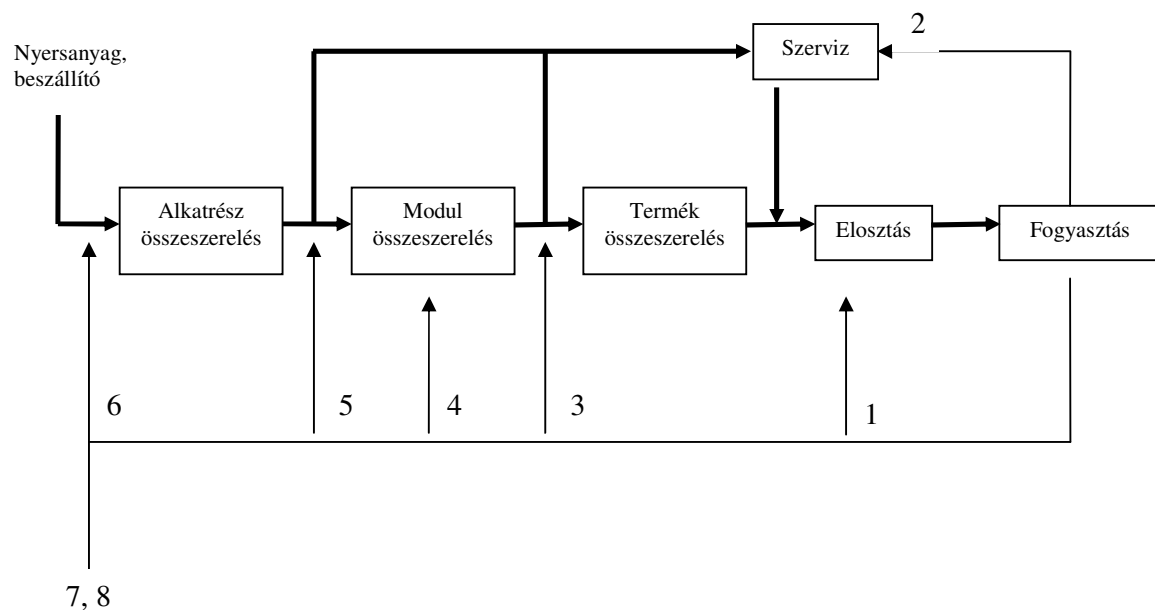 2
Nyersanyag,
beszállító
Szerviz
Alkatrész
összeszerelés
Modul
összeszerelés
Termék
összeszerelés
Elosztás
Fogyasztás
6
5
4
3
1
7, 8